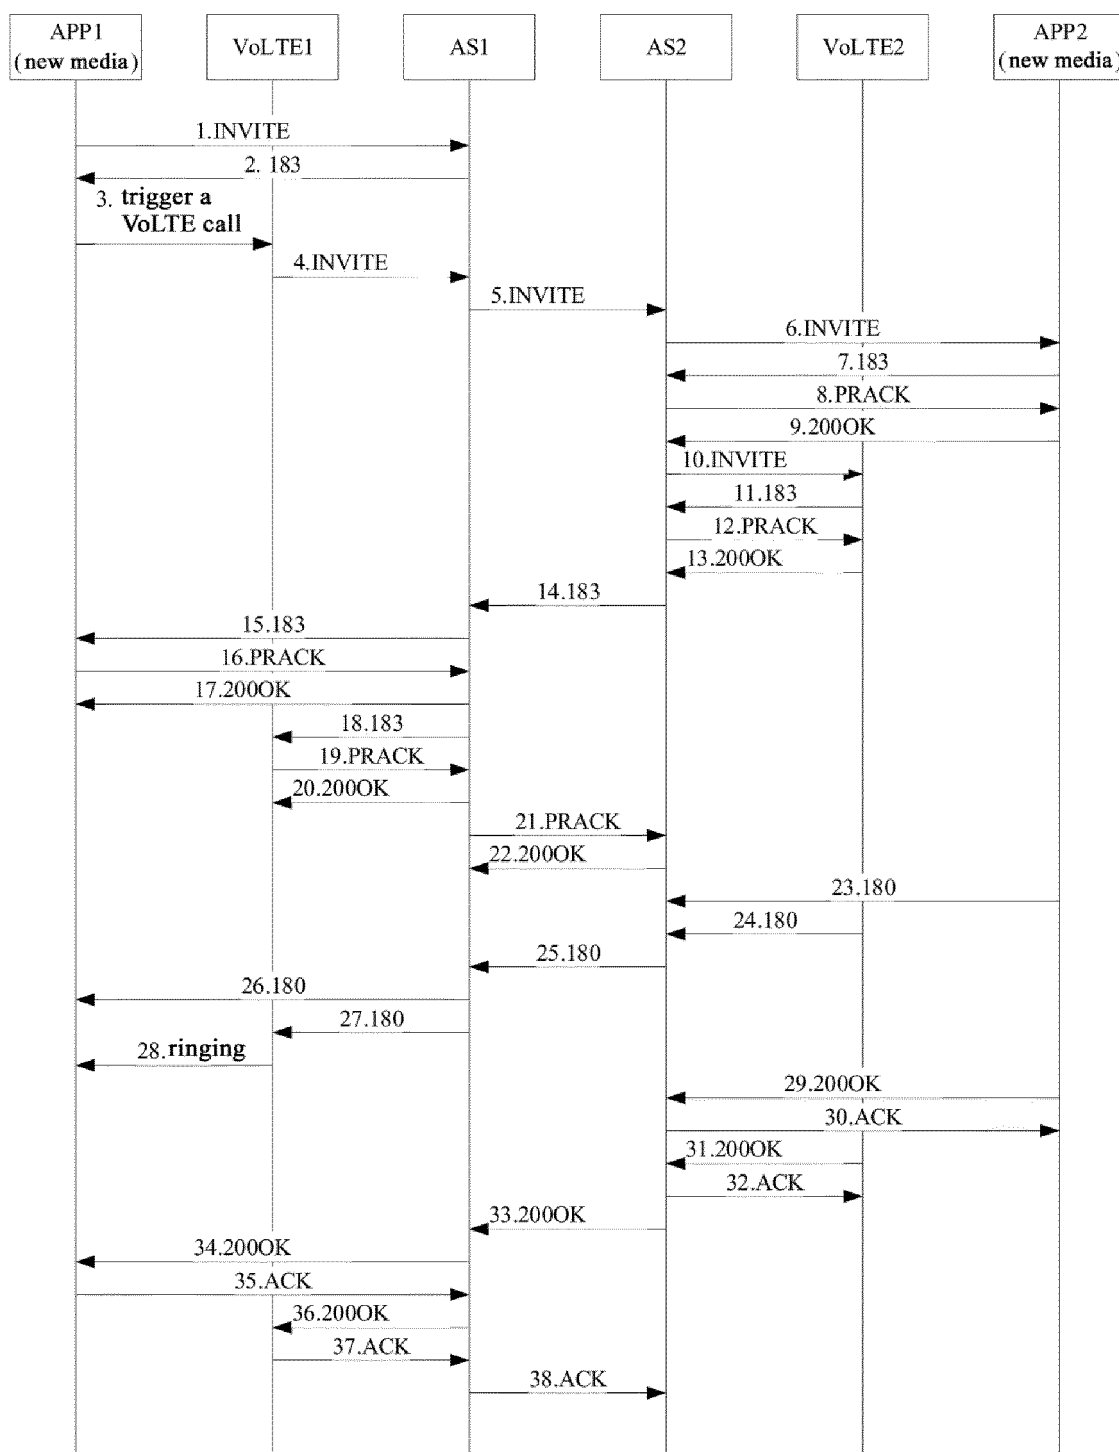 APP1
(new media)
VoLTE1
AS1
AS2
VoLTE2
APP2
(new media)
1.INVITE
2. 183
3. trigger a
VoLTE call
4.INVITE
5.INVITE
6.INVITE
7.183
8.PRACK
9.200OK
10.INVITE
11.183
12.PRACK
13.200OK
14.183
15.183
16.PRACK
17.200OK
18.183
19.PRACK
20.200OK
21.PRACK
22.200OK
23.180
24.180
25.180
26.180
27.180
28.ringing
29.200OK
30.ACK
31.200OK
32.ACK
33.200OK
34.200OK
35.ACK
36.200OK
37.ACK
38.ACK